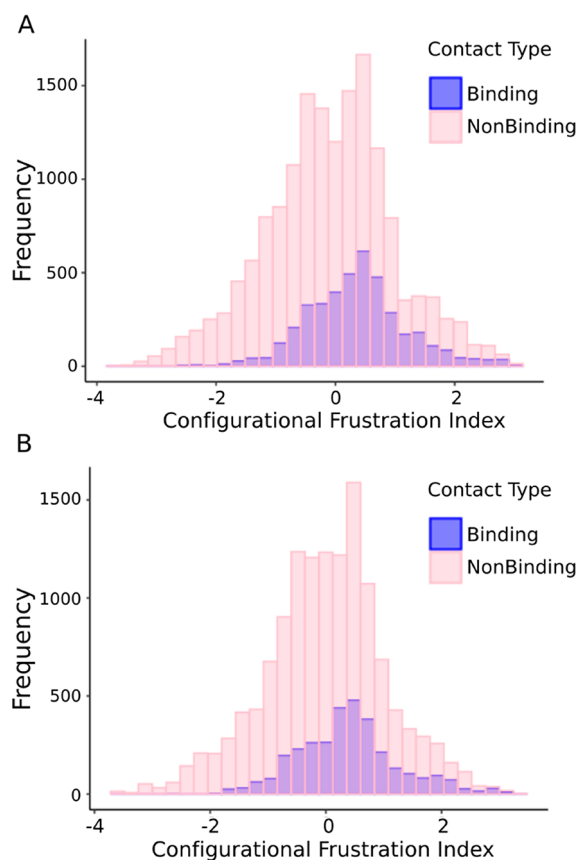 A
Contact Type
Binding
NonBinding
1500
1000
500
0
Frequency
-4
-2
0
2
Configurational Frustration Index
B
Contact Type
Binding
NonBinding
1500
1000
500
0
Frequency
-4
-2
0
2
Configurational Frustration Index